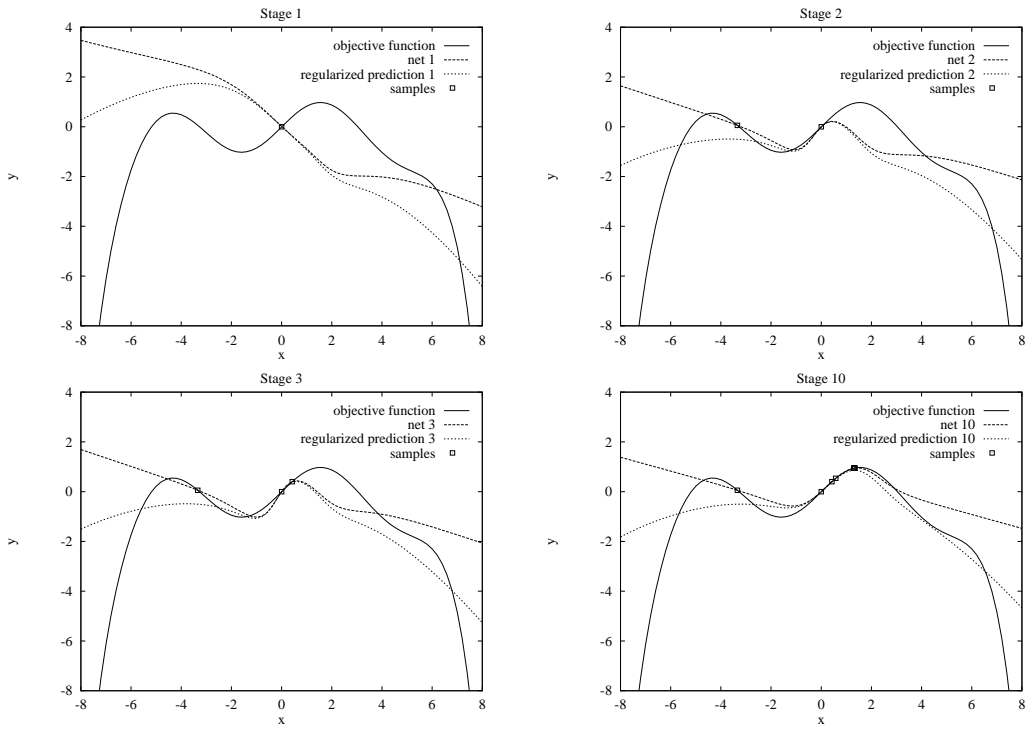 Stage 1
4
2
0
-2
-4
-6
-8
y
-8 -6 -4 -2 0 2 4 6 8
x
objective function
net 1
regularized prediction 1
samples
Stage 2
4
2
0
-2
-4
-6
-8
y
-8 -6 -4 -2 0 2 4 6 8
x
objective function
net 2
regularized prediction 2
samples
Stage 3
4
2
0
-2
-4
-6
-8
y
-8 -6 -4 -2 0 2 4 6 8
x
objective function
net 3
regularized prediction 3
samples
Stage 10
4
2
0
-2
-4
-6
-8
y
-8 -6 -4 -2 0 2 4 6 8
x
objective function
net 10
regularized prediction 10
samples